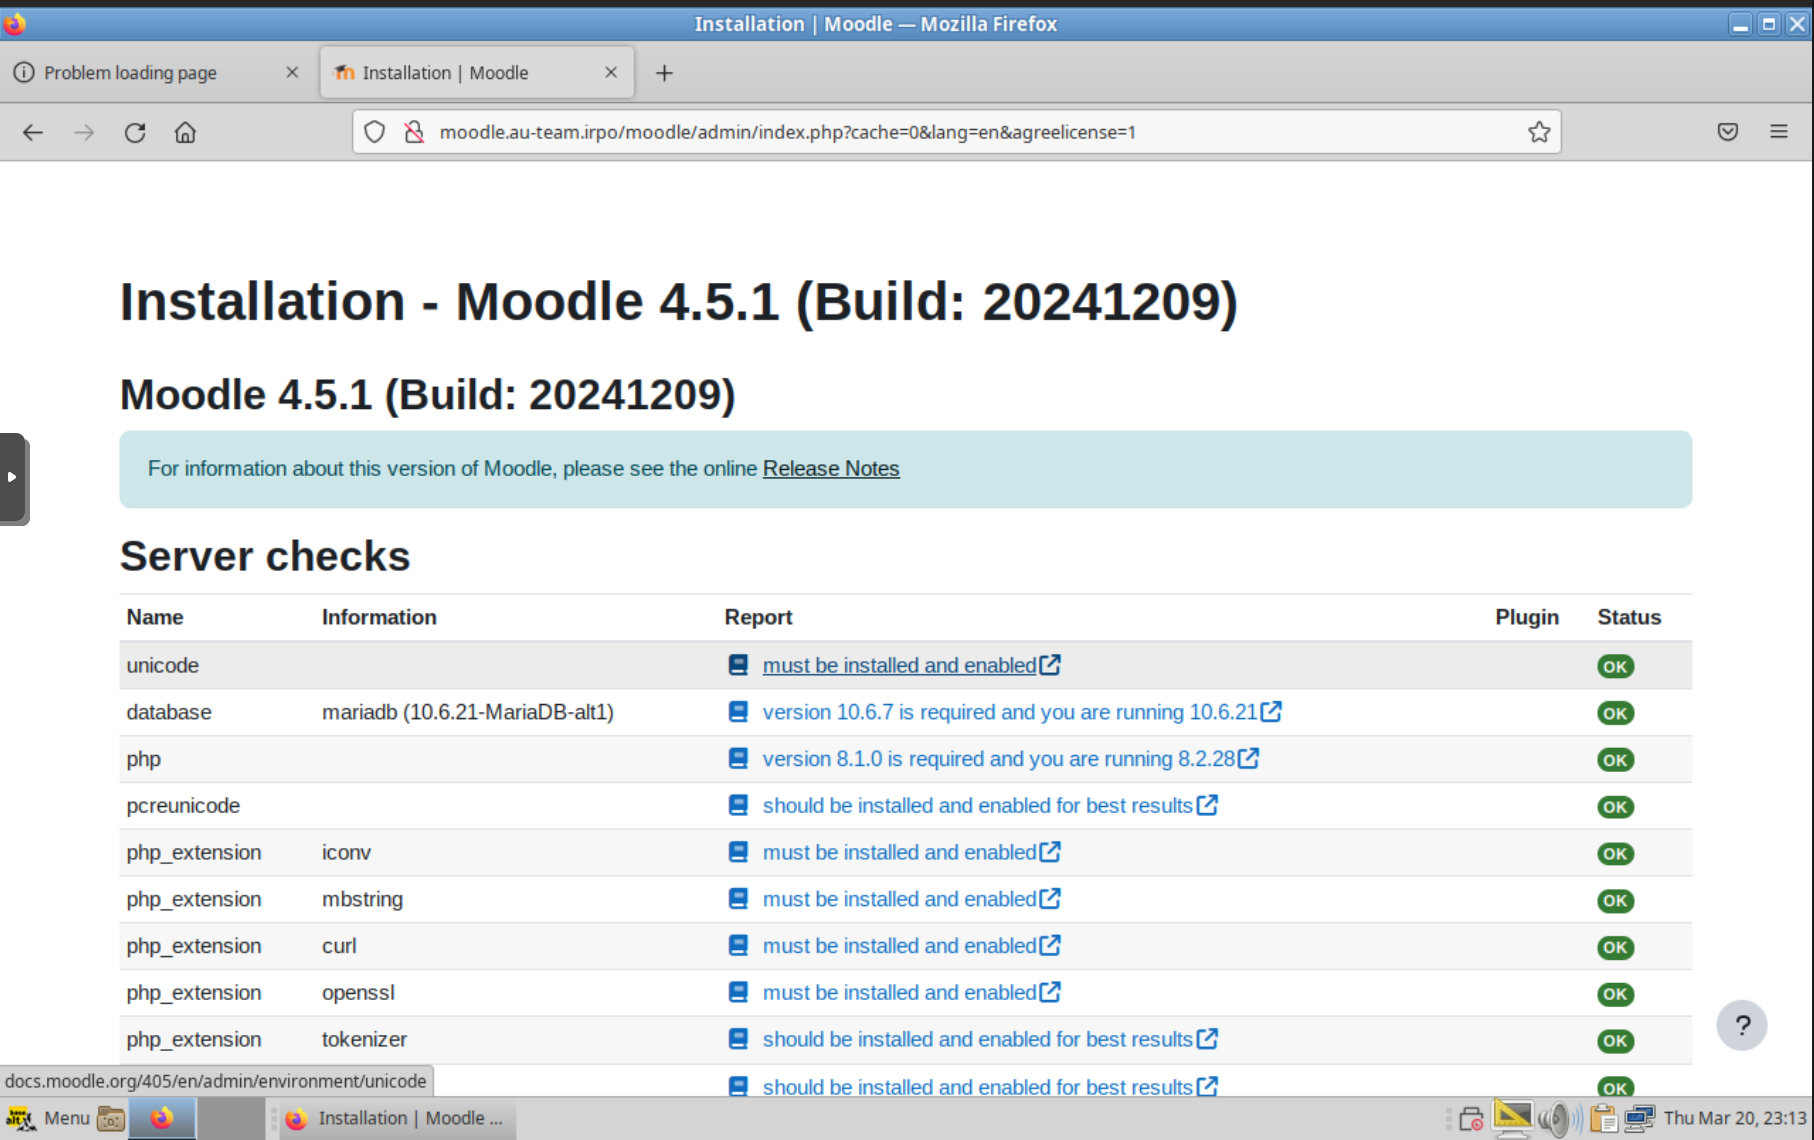 Installation | Moodle — Mozilla Firefox
Problem loading page
Installation | Moodle
moodle.au-team.irpo/moodle/admin/index.php?cache=0&lang=en&agreelicense=1
Installation - Moodle 4.5.1 (Build: 20241209)
Moodle 4.5.1 (Build: 20241209)
For information about this version of Moodle, please see the online Release Notes
Server checks
Name Information Report Plugin Status
unicode must be installed and enabled OK
database mariadb (10.6.21-MariaDB-alt1) version 10.6.7 is required and you are running 10.6.21 OK
php version 8.1.0 is required and you are running 8.2.28 OK
pcreunicode should be installed and enabled for best results OK
php_extension iconv must be installed and enabled OK
php_extension mbstring must be installed and enabled OK
php_extension curl must be installed and enabled OK
php_extension openssl must be installed and enabled OK
php_extension tokenizer should be installed and enabled for best results OK
?
docs.moodle.org/405/en/admin/environment/unicode
should be installed and enabled for best results OK
base alt Menu Installation | Moodle ... Thu Mar 20, 23:13